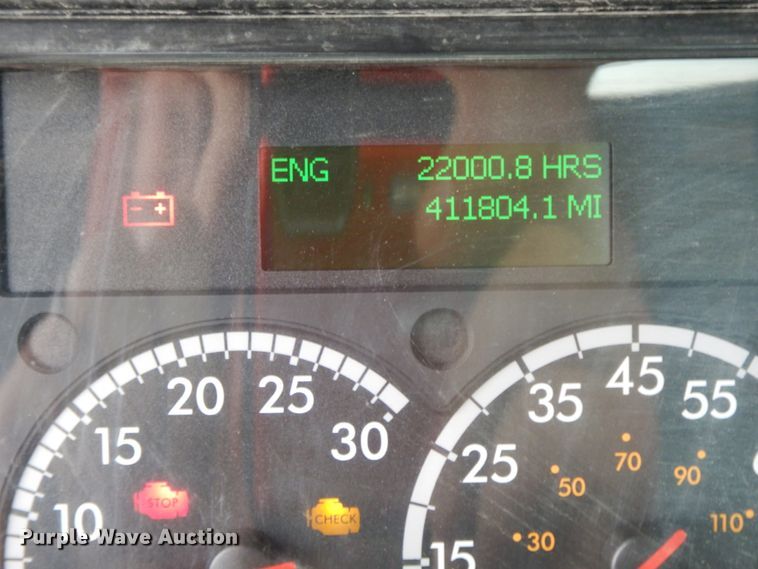 ENG 22000.8 HRS
411804.1 MI
10 15 20 25 30
STOP
CHECK
15 25 35 45 55
30 50 70 90 110
Purple Wave Auction